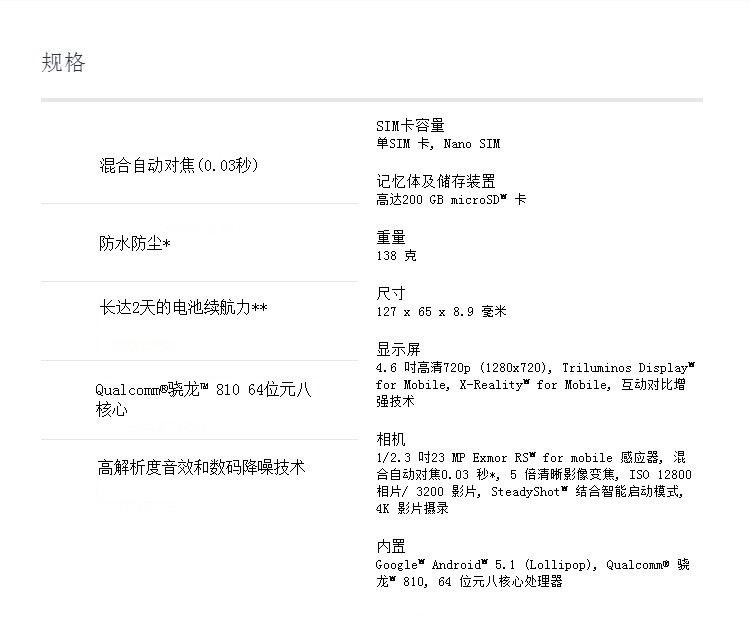 规格
混合自动对焦(0.03秒)
防水防尘*
长达2天的电池续航力**
Qualcomm®骁龙™ 810 64位元八
核心
高解析度音效和数码降噪技术
SIM卡容量
单SIM 卡, Nano SIM
记忆体及储存装置
高达200 GB microSD™ 卡
重量
138 克
尺寸
127 x 65 x 8.9 毫米
显示屏
4.6 吋高清720p (1280x720), Triluminos Display™
for Mobile, X-Reality™ for Mobile, 互动对比增
强技术
相机
1/2.3 吋23 MP Exmor RS™ for mobile 感应器, 混
合自动对焦0.03 秒*, 5 倍清晰影像变焦, ISO 12800
相片/ 3200 影片, SteadyShot™ 结合智能启动模式,
4K 影片摄录
内置
Google™ Android™ 5.1 (Lollipop), Qualcomm® 骁
龙™ 810, 64 位元八核心处理器